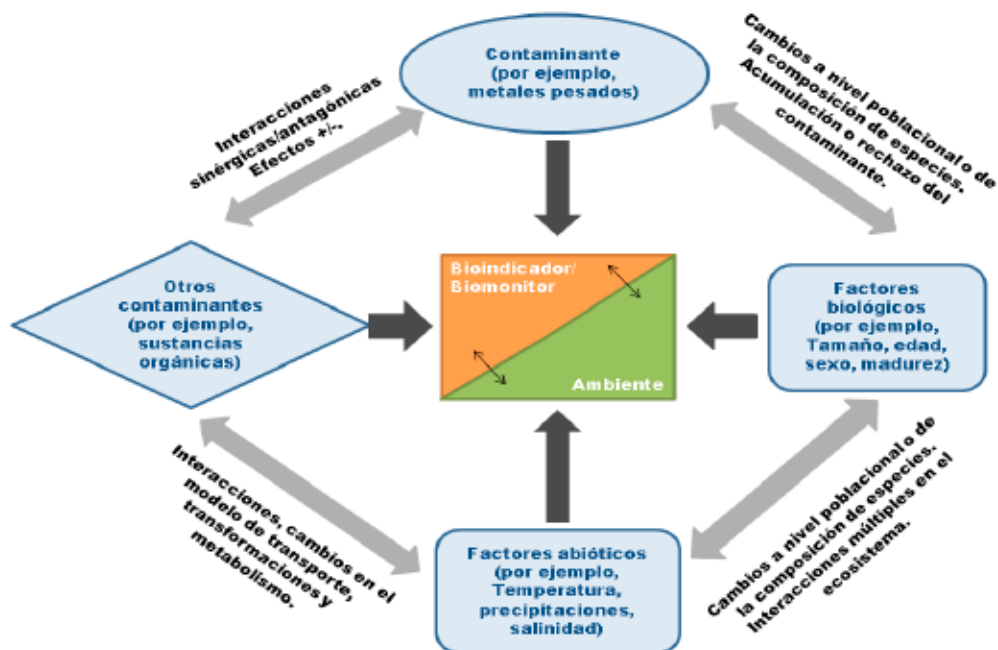 Contaminante
(por ejemplo,
metales pesados)
Interacciones
sinérgicas/antagónicas
Efectos +/-.
Cambios a nivel poblacional o de
la composición de especies.
Acumulación o rechazo del
contaminante.
Otros
contaminantes
(por ejemplo,
sustancias
orgánicas)
Bioindicador/
Biomonitor
Ambiente
Factores
biológicos
(por ejemplo,
Tamaño, edad,
sexo, madurez)
Interacciones, cambios en el
modelo de transporte,
transformaciones y
metabolismo.
Factores abióticos
(por ejemplo,
Temperatura,
precipitaciones,
salinidad)
Cambios a nivel poblacional o de
la composición de especies.
Interacciones múltiples en el
ecosistema.